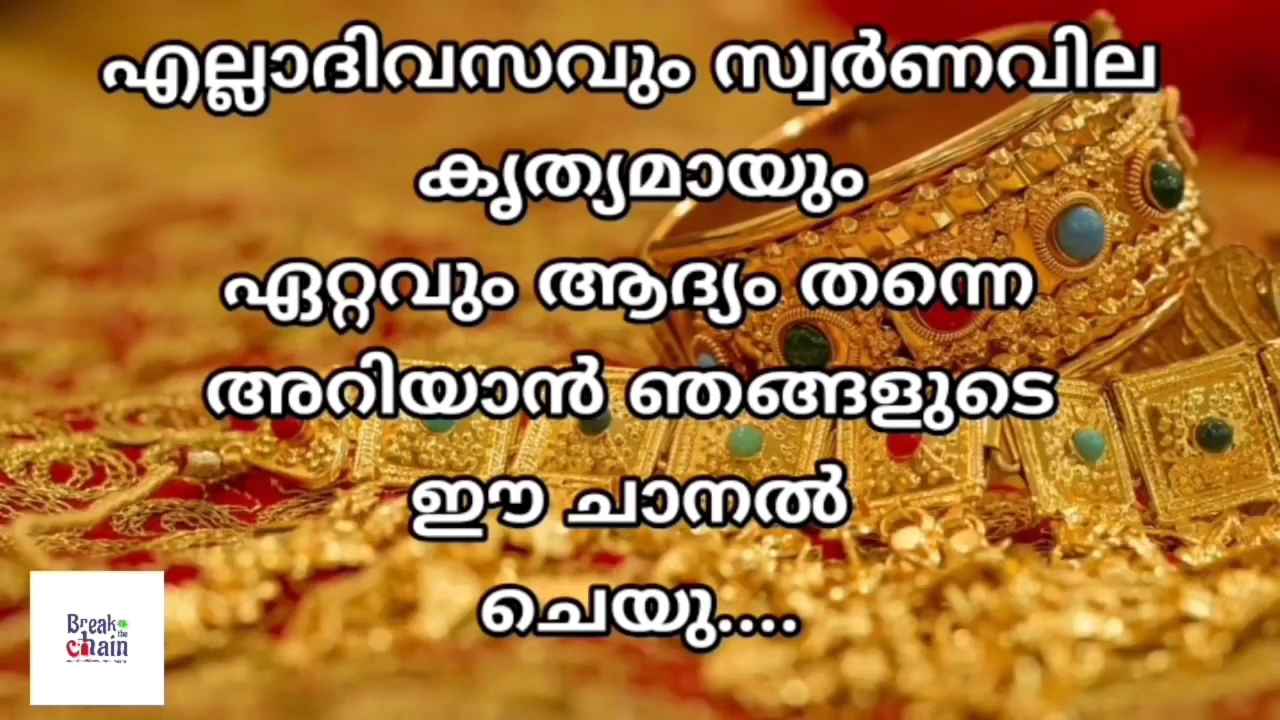 എല്ലാദിവസവും സ്വർണവില
കൃത്യമായും
ഏറ്റവും ആദ്യം തന്നെ
അറിയാൻ ഞങ്ങളുടെ
ഈ ചാനൽ
ചെയു....
Break
the
chain